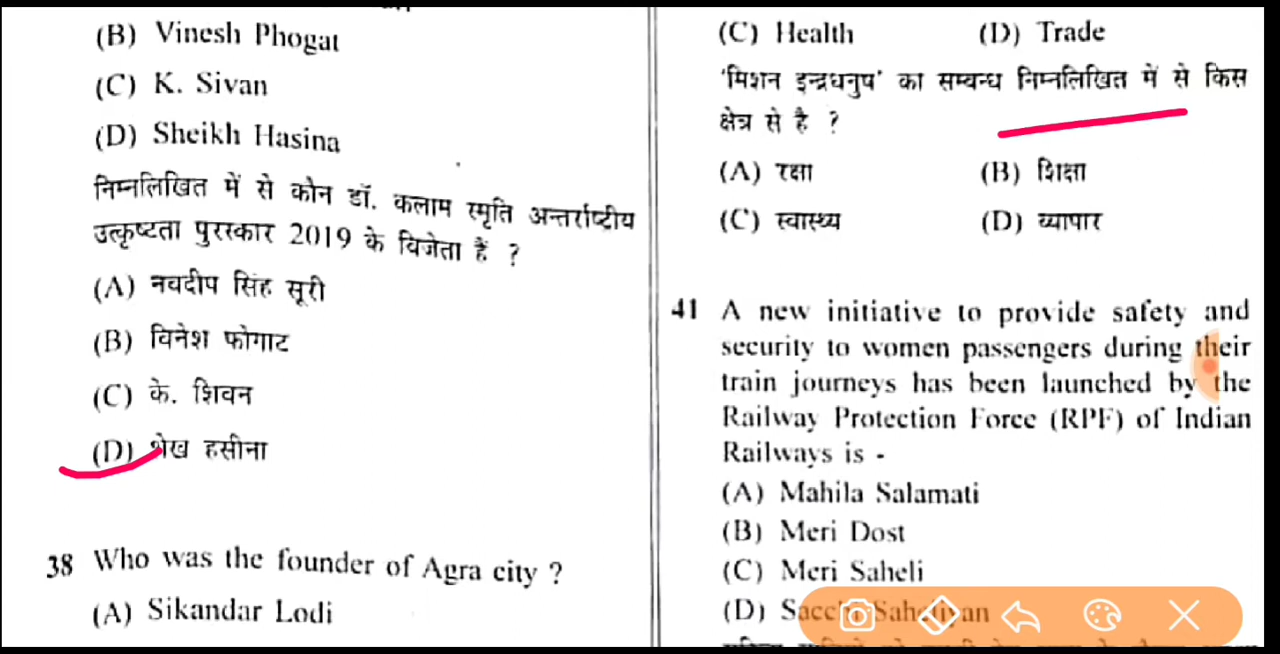 (B) Vinesh Phogat
(C) K. Sivan
(D) Sheikh Hasina
निम्नलिखित में से कौन डॉ. कलाम स्मृति अन्तर्राष्ट्रीय
उत्कृष्टता पुरस्कार 2019 के विजेता हैं ?
(A) नवदीप सिंह सूरी
(B) विनेश फोगाट
(C) के. शिवन
(D) शेख हसीना
38 Who was the founder of Agra city ?
(A) Sikandar Lodi
(C) Health (D) Trade
'मिशन इन्द्रधनुष' का सम्बन्ध निम्नलिखित में से किस
क्षेत्र से है ?
(A) रक्षा (B) शिक्षा
(C) स्वास्थ्य (D) व्यापार
41 A new initiative to provide safety and
security to women passengers during their
train journeys has been launched by the
Railway Protection Force (RPF) of Indian
Railways is -
(A) Mahila Salamati
(B) Meri Dost
(C) Meri Saheli
(D) Sacchi Saheliyan